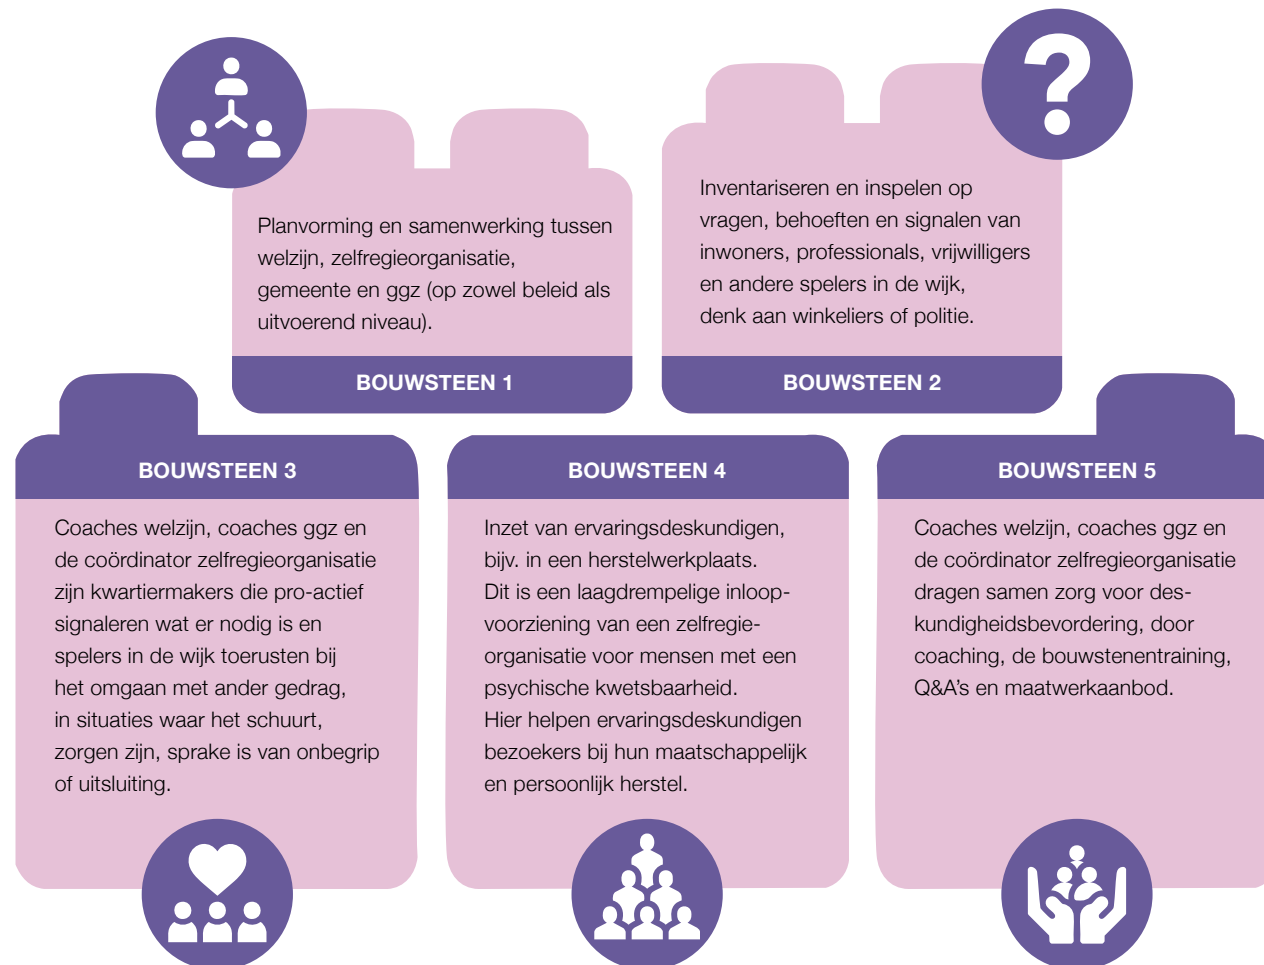 Planvorming en samenwerking tussen
welzijn, zelfregieorganisatie,
gemeente en ggz (op zowel beleid als
uitvoerend niveau).
BOUWSTEEN 1
Inventariseren en inspelen op
vragen, behoeften en signalen van
inwoners, professionals, vrijwilligers
en andere spelers in de wijk,
denk aan winkeliers of politie.
BOUWSTEEN 2
BOUWSTEEN 3
Coaches welzijn, coaches ggz en
de coördinator zelfregieorganisatie
zijn kwartiermakers die pro-actief
signaleren wat er nodig is en
spelers in de wijk toerusten bij
het omgaan met ander gedrag,
in situaties waar het schuurt,
zorgen zijn, sprake is van onbegrip
of uitsluiting.
BOUWSTEEN 4
Inzet van ervaringsdeskundigen,
bijv. in een herstelwerkplaats.
Dit is een laagdrempelige inloop-
voorziening van een zelfregie-
organisatie voor mensen met een
psychische kwetsbaarheid.
Hier helpen ervaringsdeskundigen
bezoekers bij hun maatschappelijk
en persoonlijk herstel.
BOUWSTEEN 5
Coaches welzijn, coaches ggz en
de coördinator zelfregieorganisatie
dragen samen zorg voor des-
kundigheidsbevordering, door
coaching, de bouwstenentraining,
Q&A's en maatwerkaanbod.